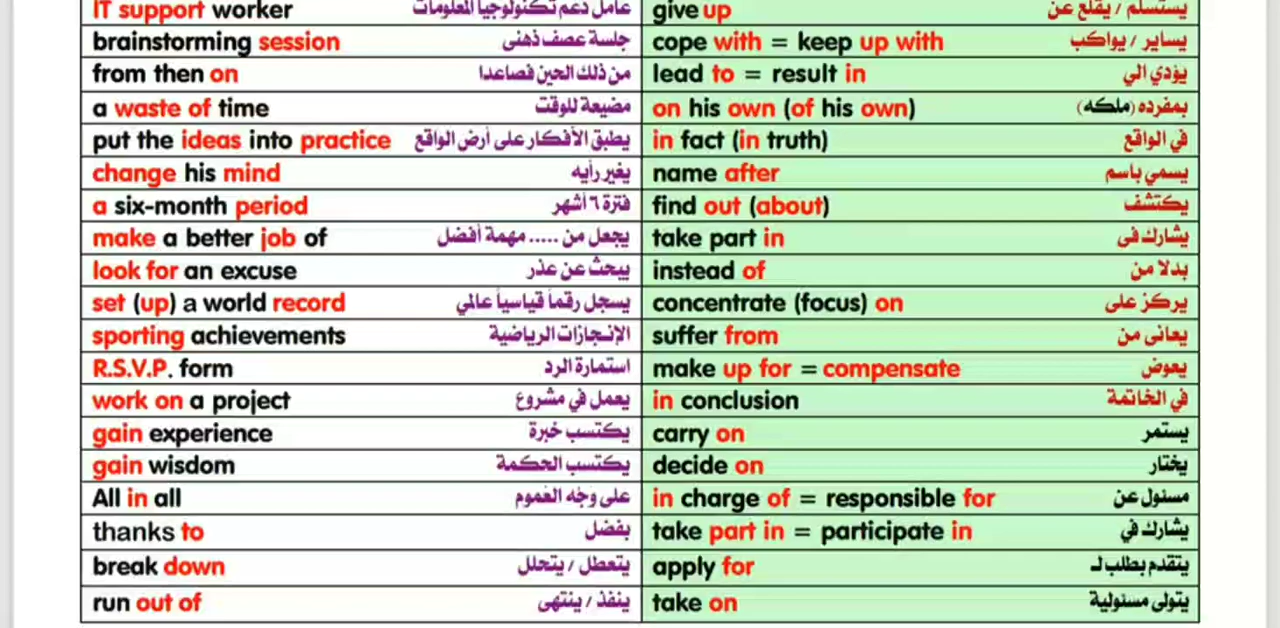 IT support worker عامل دعم تكنولوجيا المعلومات give up يستسلم / يقلع عن
brainstorming session جلسة عصف ذهنى cope with = keep up with يساير / يواكب
from then on من ذلك الحين فصاعدا lead to = result in يؤدي الي
a waste of time مضيعة للوقت on his own (of his own) بمفرده (ملكه)
put the ideas into practice يطبق الأفكار على أرض الواقع in fact (in truth) في الواقع
change his mind يغير رأيه name after يسمي باسم
a six-month period فترة ٦ أشهر find out (about) يكتشف
make a better job of يجعل من ..... مهمة أفضل take part in يشارك فى
look for an excuse يبحث عن عذر instead of بدلا من
set (up) a world record يسجل رقماً قياسياً عالمي concentrate (focus) on يركز على
sporting achievements الإنجازات الرياضية suffer from يعانى من
R.S.V.P. form استمارة الرد make up for = compensate يعوض
work on a project يعمل في مشروع in conclusion في الخاتمة
gain experience يكتسب خبرة carry on يستمر
gain wisdom يكتسب الحكمة decide on يختار
All in all على وجْه العُموم in charge of = responsible for مسئول عن
thanks to بفضل take part in = participate in يشارك في
break down يتعطل / يتحلل apply for يتقدم بطلب لـ
run out of ينفذ / ينتهى take on يتولى مسئولية